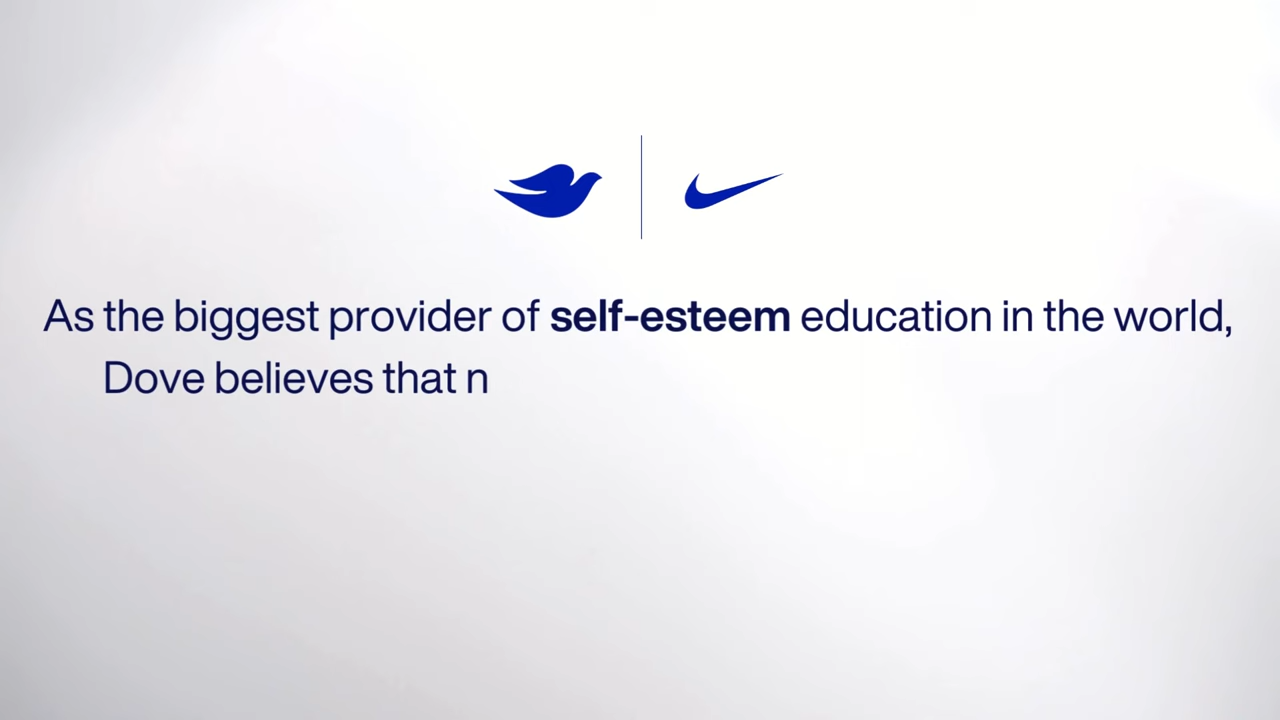 As the biggest provider of self-esteem education in the world,
Dove believes that n